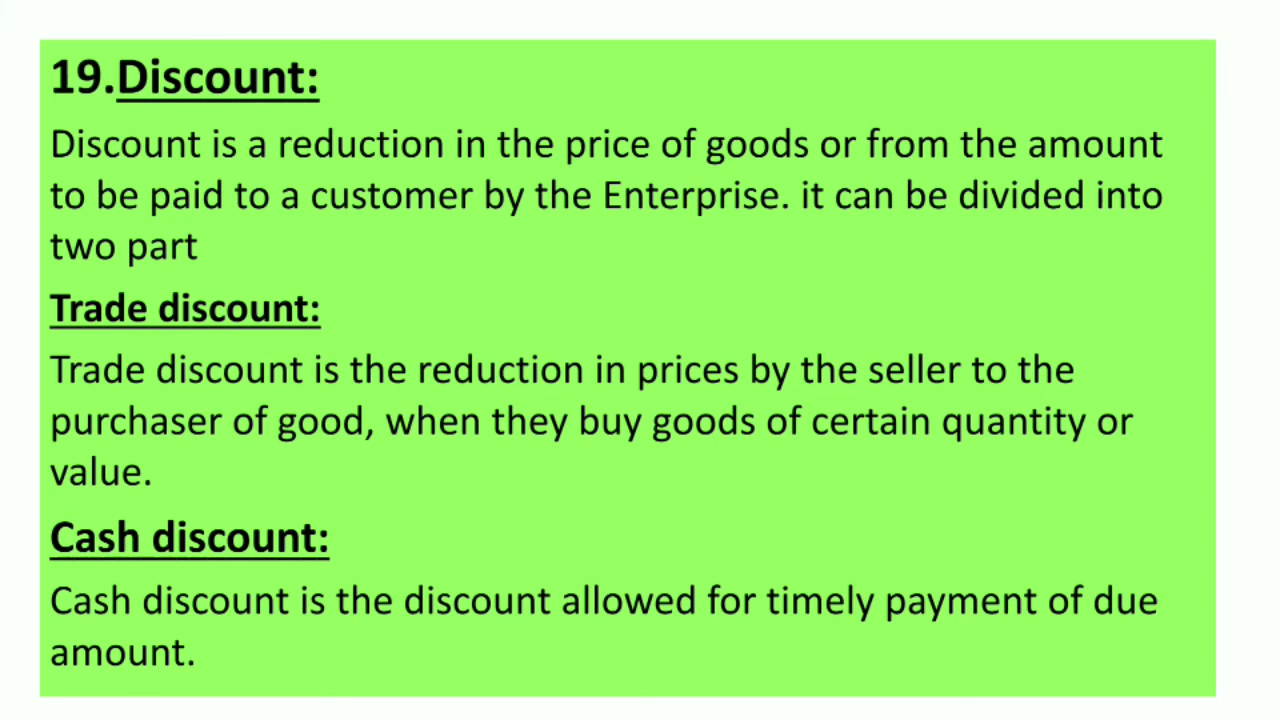 19.Discount:
Discount is a reduction in the price of goods or from the amount
to be paid to a customer by the Enterprise. it can be divided into
two part
Trade discount:
Trade discount is the reduction in prices by the seller to the
purchaser of good, when they buy goods of certain quantity or
value.
Cash discount:
Cash discount is the discount allowed for timely payment of due
amount.